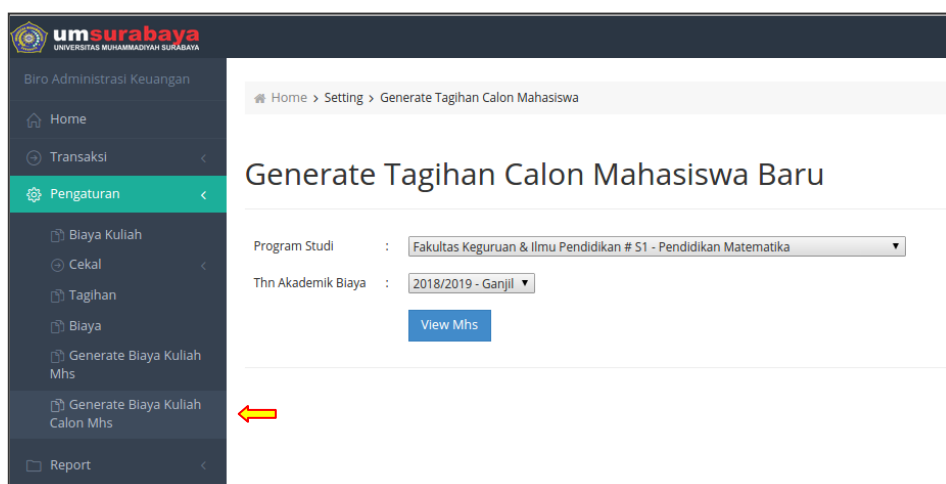 umsurabaya
UNIVERSITAS MUHAMMADIYAH SURABAYA
Biro Administrasi Keuangan
Home
Transaksi
Pengaturan
Biaya Kuliah
Cekal
Tagihan
Biaya
Generate Biaya Kuliah
Mhs
Generate Biaya Kuliah
Calon Mhs
Report
Home > Setting > Generate Tagihan Calon Mahasiswa
Generate Tagihan Calon Mahasiswa Baru
Program Studi : Fakultas Keguruan & Ilmu Pendidikan # S1 - Pendidikan Matematika
Thn Akademik Biaya : 2018/2019 - Ganjil
View Mhs